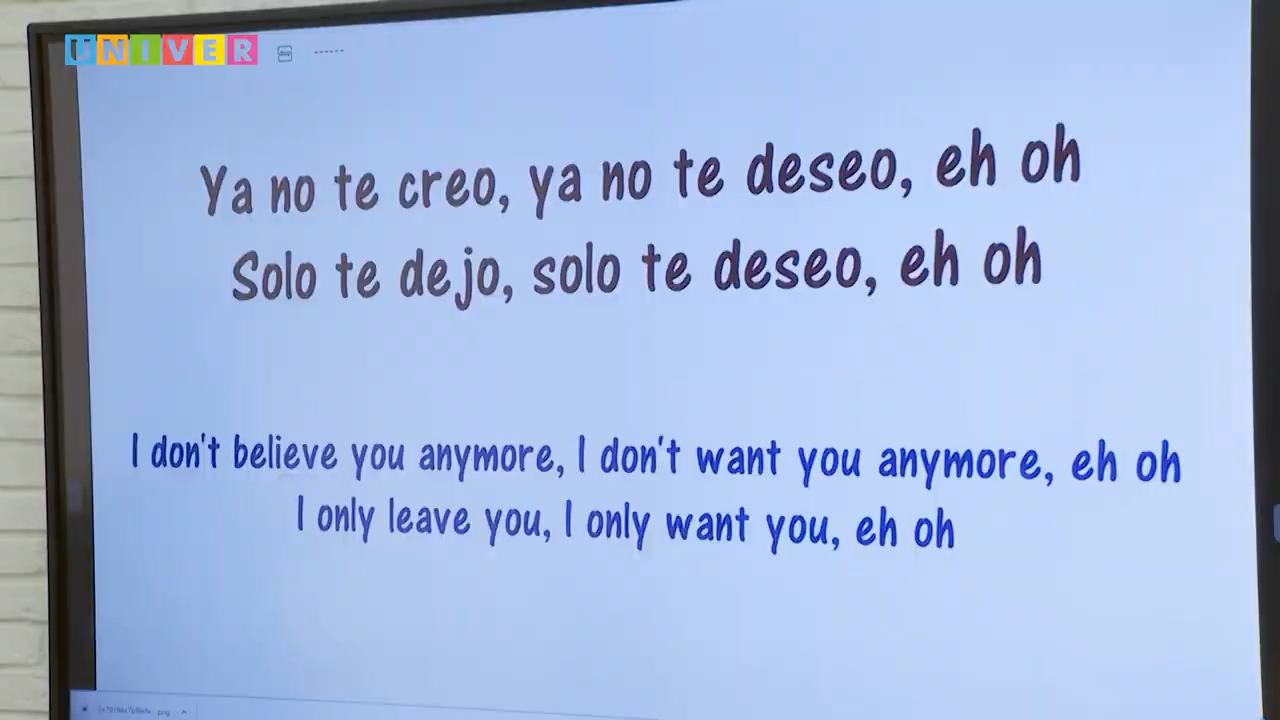 UNIVER
Ya no te creo, ya no te deseo, eh oh
Solo te dejo, solo te deseo, eh oh
I don't believe you anymore, I don't want you anymore, eh oh
I only leave you, I only want you, eh oh